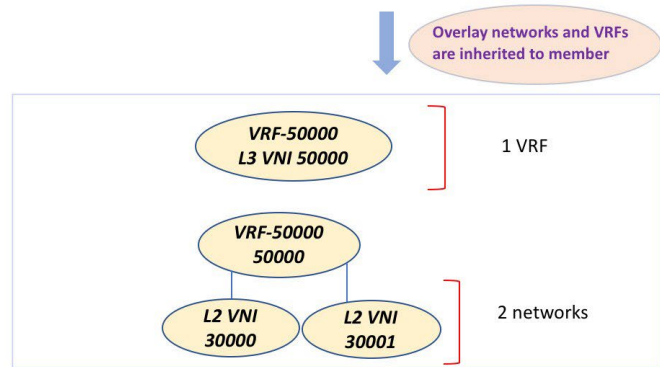 Overlay networks and VRFs
are inherited to member
VRF-50000
L3 VNI 50000
1 VRF
VRF-50000
50000
L2 VNI
30000
L2 VNI
30001
2 networks